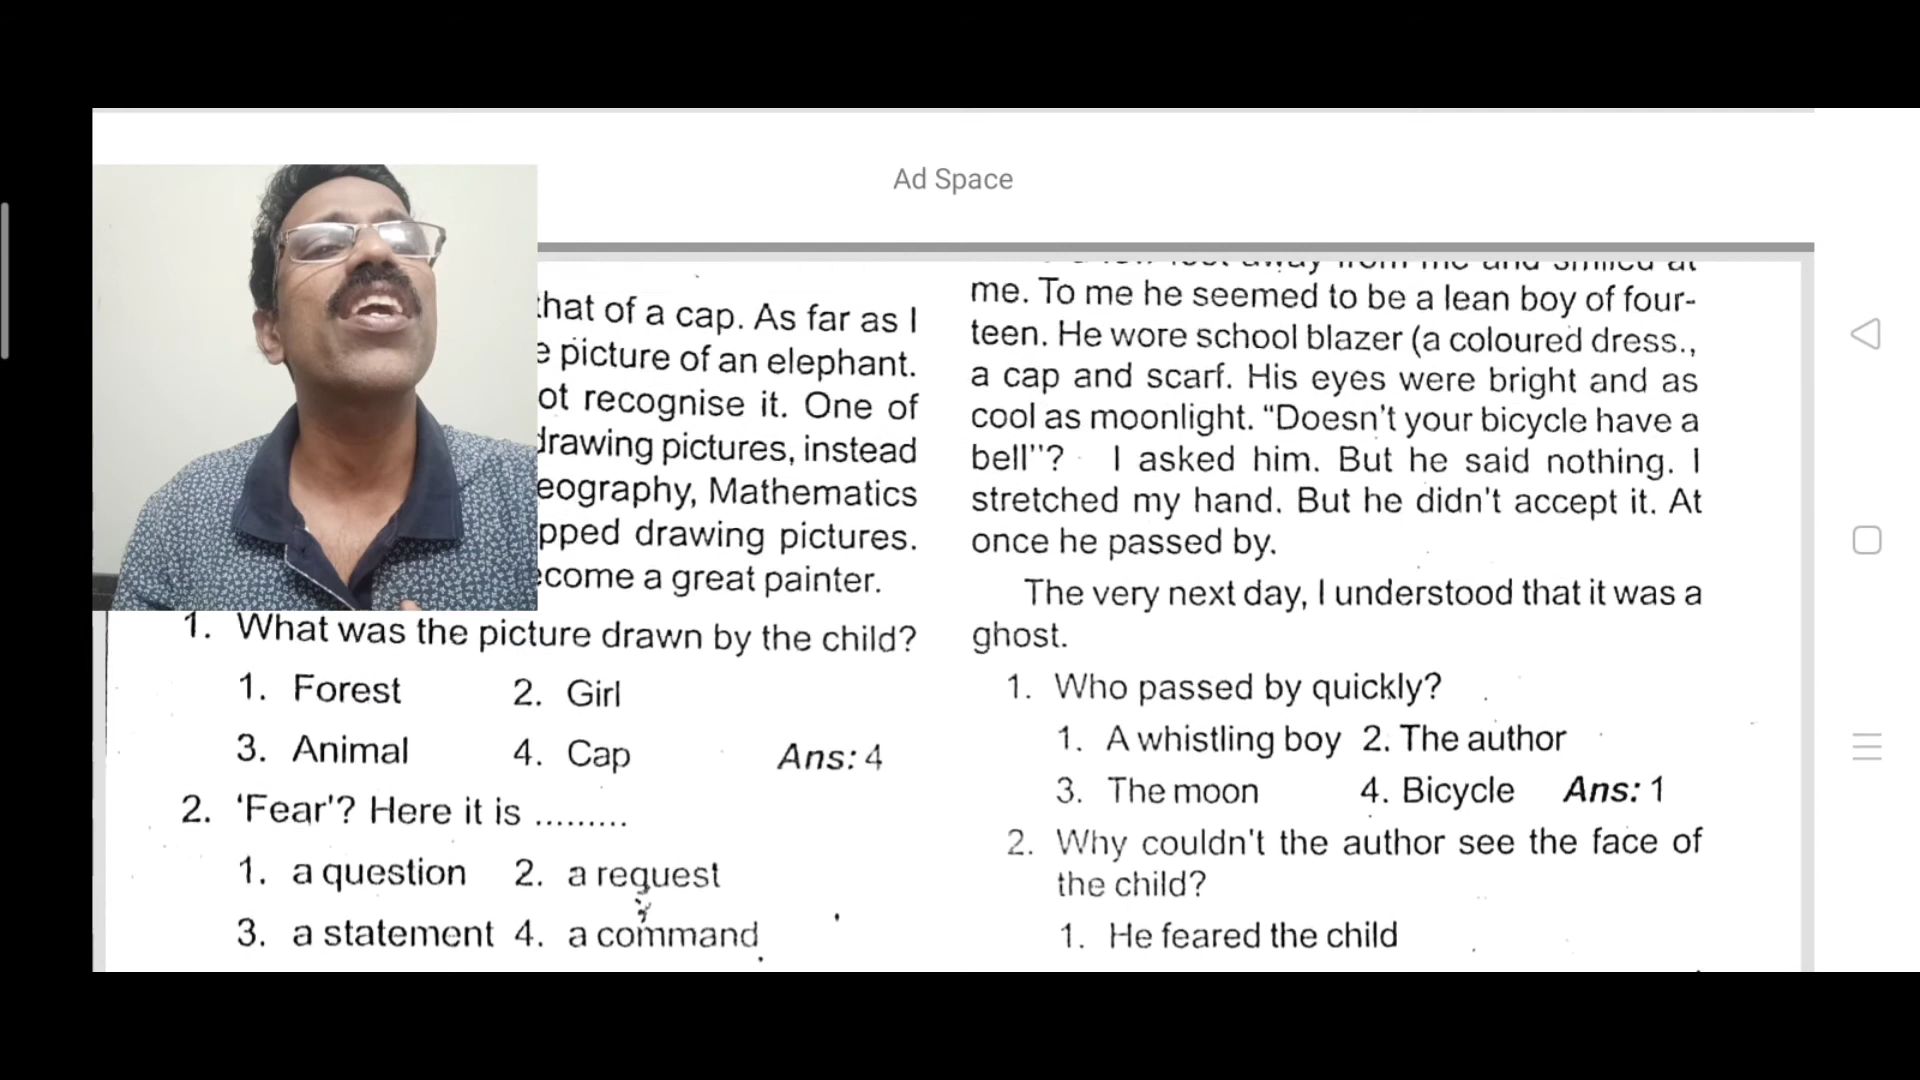 Ad Space
that of a cap. As far as I
picture of an elephant.
ot recognise it. One of
drawing pictures, instead
eography, Mathematics
pped drawing pictures.
come a great painter.
1. What was the picture drawn by the child?
1. Forest 2. Girl
3. Animal 4. Cap Ans: 4
2. 'Fear'? Here it is .........
1. a question 2. a request
3. a statement 4. a command
away from me and smiled at
me. To me he seemed to be a lean boy of four-
teen. He wore school blazer (a coloured dress.,
a cap and scarf. His eyes were bright and as
cool as moonlight. "Doesn't your bicycle have a
bell"? I asked him. But he said nothing. I
stretched my hand. But he didn't accept it. At
once he passed by.
The very next day, I understood that it was a
ghost.
1. Who passed by quickly?
1. A whistling boy 2. The author
3. The moon 4. Bicycle Ans: 1
2. Why couldn't the author see the face of
the child?
1. He feared the child